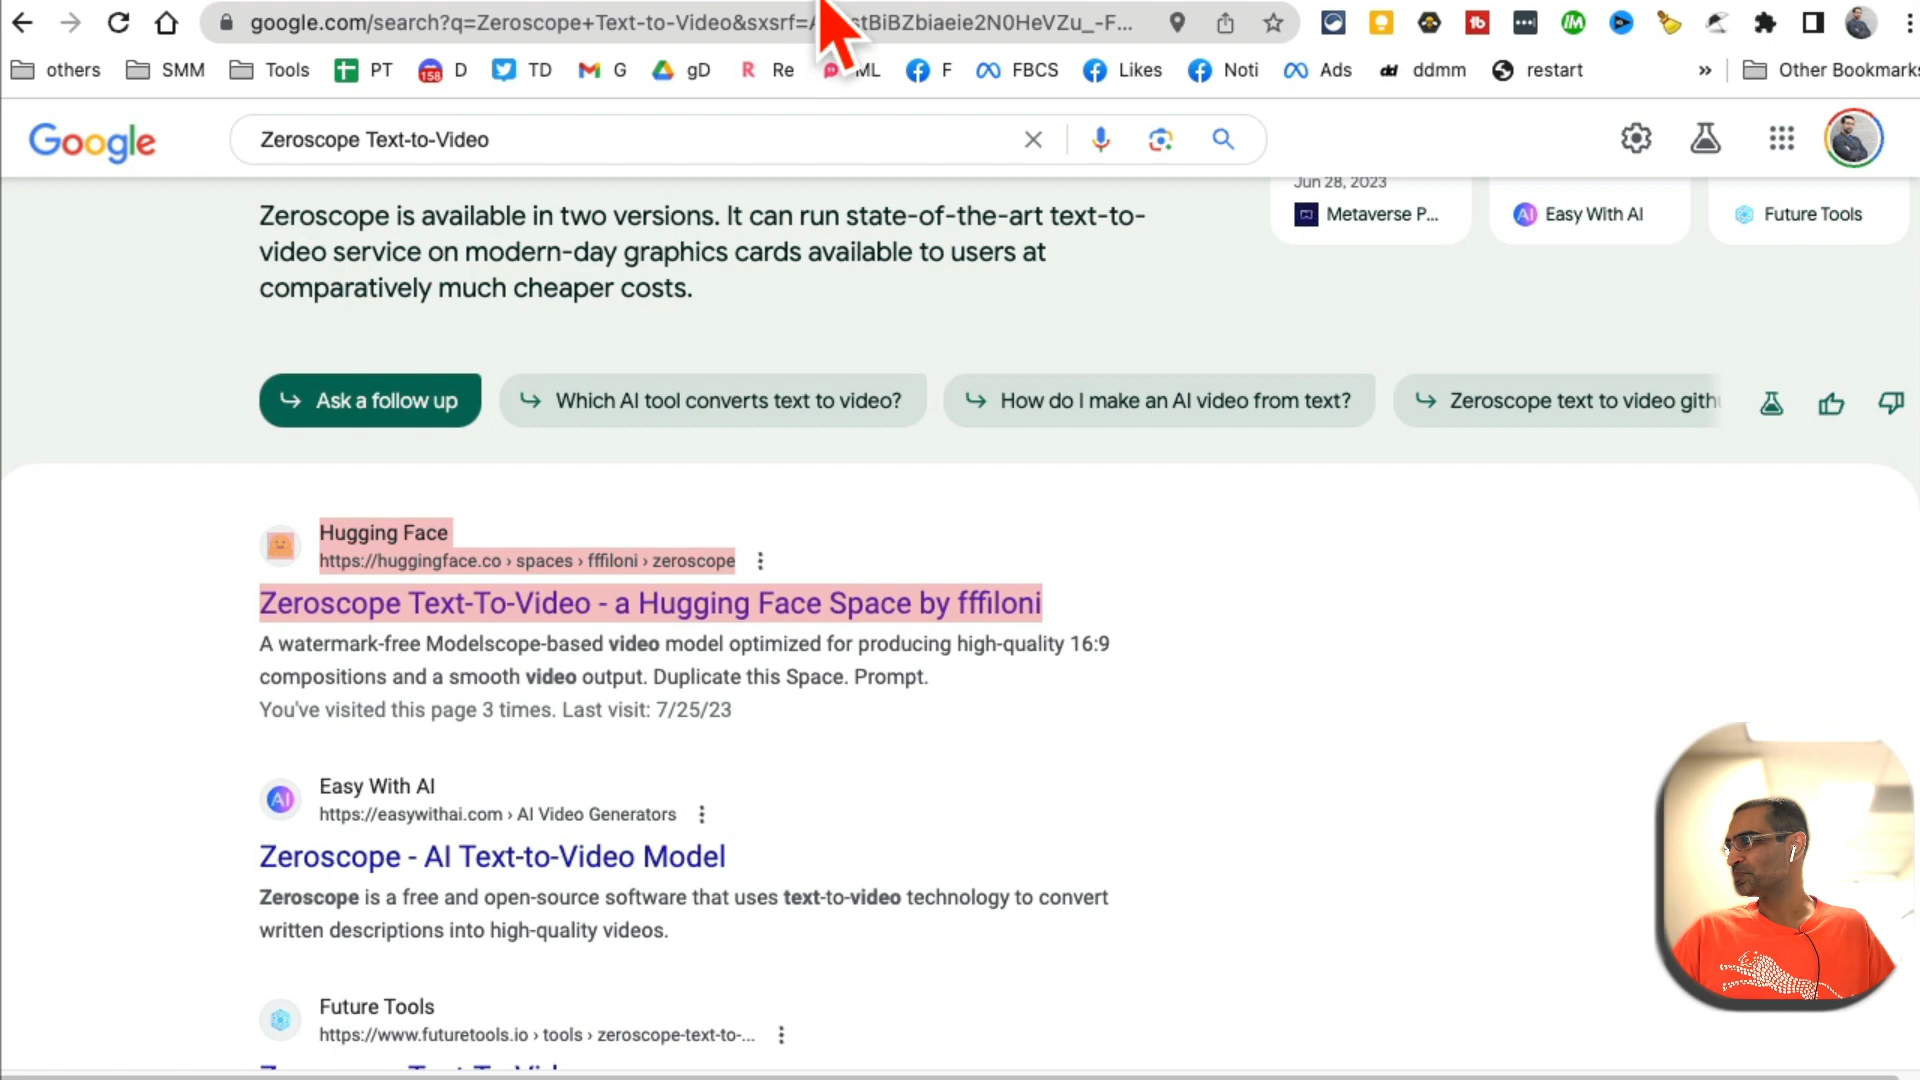 google.com/search?q=Zeroscope+Text-to-Video&sxsrf=A
stBiBZbiaeie2N0HeVZu_-F...
others SMM Tools PT 158 D TD G gD R Re ML F FBCS Likes Noti Ads dd ddmm restart » Other Bookmarks
Google Zeroscope Text-to-Video
Zeroscope is available in two versions. It can run state-of-the-art text-to-
video service on modern-day graphics cards available to users at
comparatively much cheaper costs.
Jun 28, 2023
Metaverse P... Easy With AI Future Tools
Ask a follow up Which AI tool converts text to video? How do I make an AI video from text? Zeroscope text to video gith
Hugging Face
https://huggingface.co › spaces › fffiloni › zeroscope
Zeroscope Text-To-Video - a Hugging Face Space by fffiloni
A watermark-free Modelscope-based video model optimized for producing high-quality 16:9
compositions and a smooth video output. Duplicate this Space. Prompt.
You've visited this page 3 times. Last visit: 7/25/23
Easy With AI
https://easywithai.com › AI Video Generators
Zeroscope - AI Text-to-Video Model
Zeroscope is a free and open-source software that uses text-to-video technology to convert
written descriptions into high-quality videos.
Future Tools
https://www.futuretools.io › tools › zeroscope-text-to-...